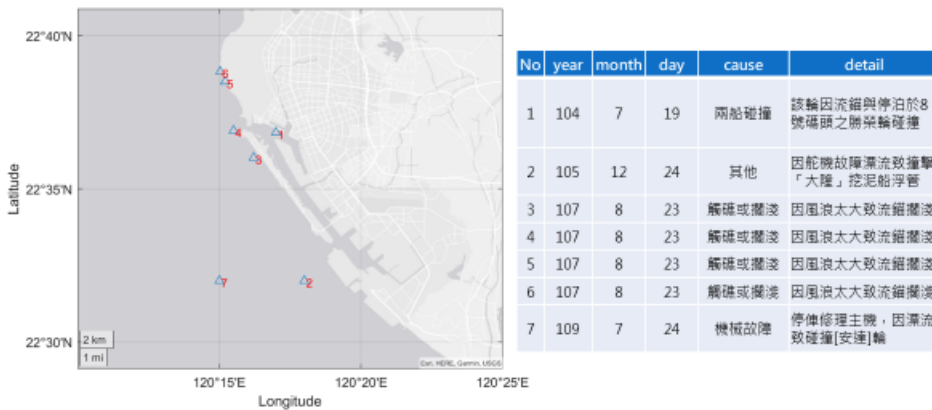 22°40'N
22°35'N
22°30'N
Latitude
6
5
4
1
3
7
2
2 km
1 mi
Esri, HERE, Garmin, USGS
120°15'E
120°20'E
120°25'E
Longitude
No year month day cause detail
1 104 7 19 兩船碰撞 該輪因流錨與停泊於8
號碼頭之勝榮輪碰撞
2 105 12 24 其他 因舵機故障漂流致撞擊
「大隆」挖泥船浮管
3 107 8 23 觸礁或擱淺 因風浪太大致流錨擱淺
4 107 8 23 觸礁或擱淺 因風浪太大致流錨擱淺
5 107 8 23 觸礁或擱淺 因風浪太大致流錨擱淺
6 107 8 23 觸礁或擱淺 因風浪太大致流錨擱淺
7 109 7 24 機械故障 停俥修理主機，因漂流
致碰撞[安達]輪